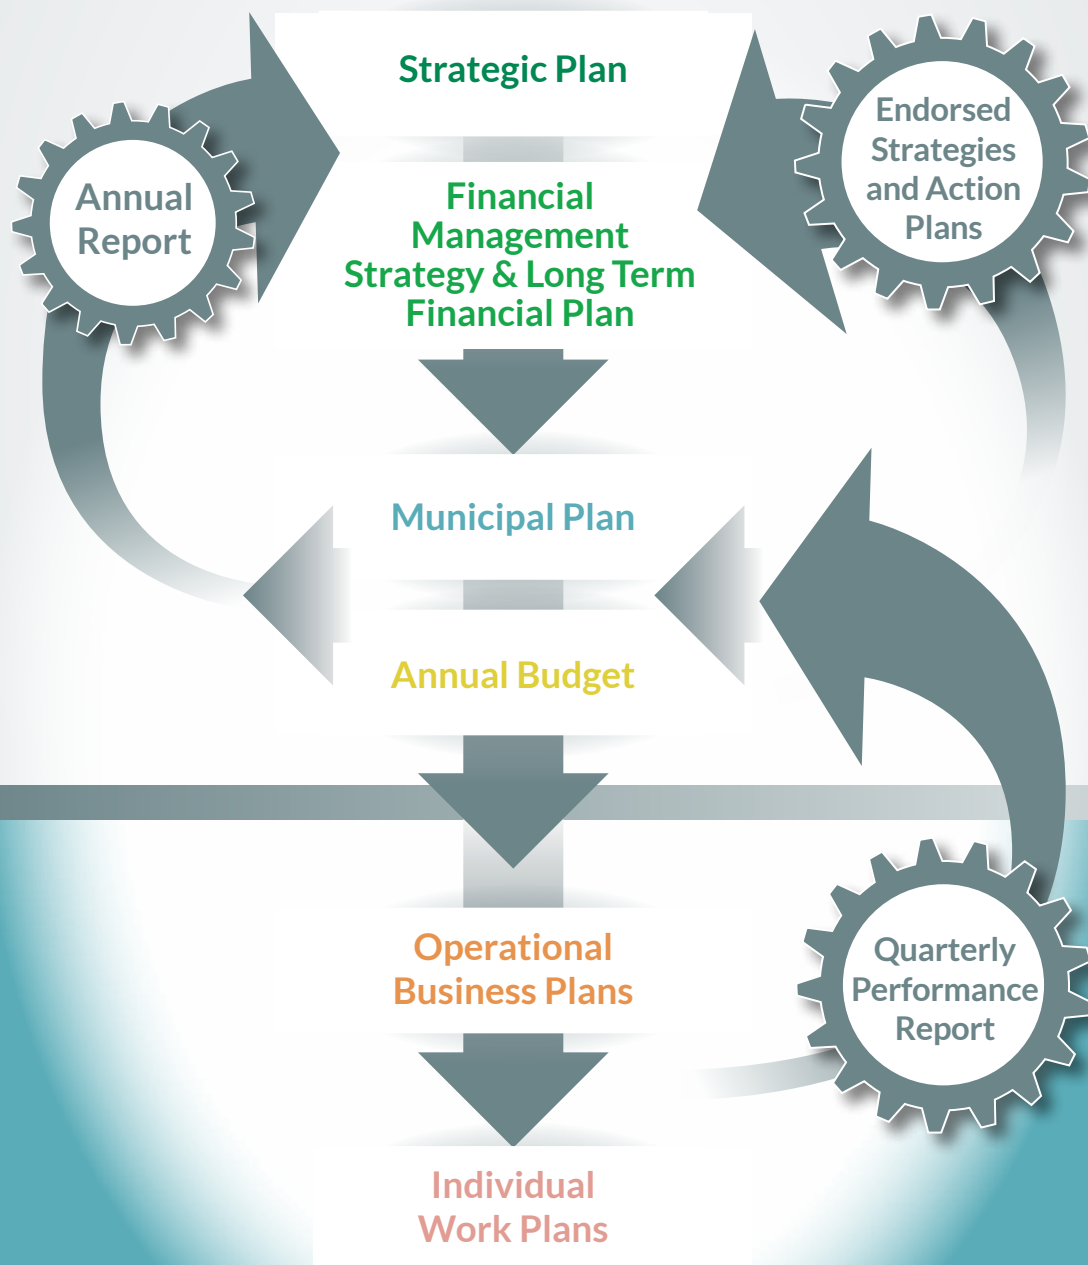 Strategic Plan
Endorsed
Strategies
and Action
Plans
Annual
Report
Financial
Management
Strategy & Long Term
Financial Plan
Municipal Plan
Annual Budget
Operational
Business Plans
Quarterly
Performance
Report
Individual
Work Plans